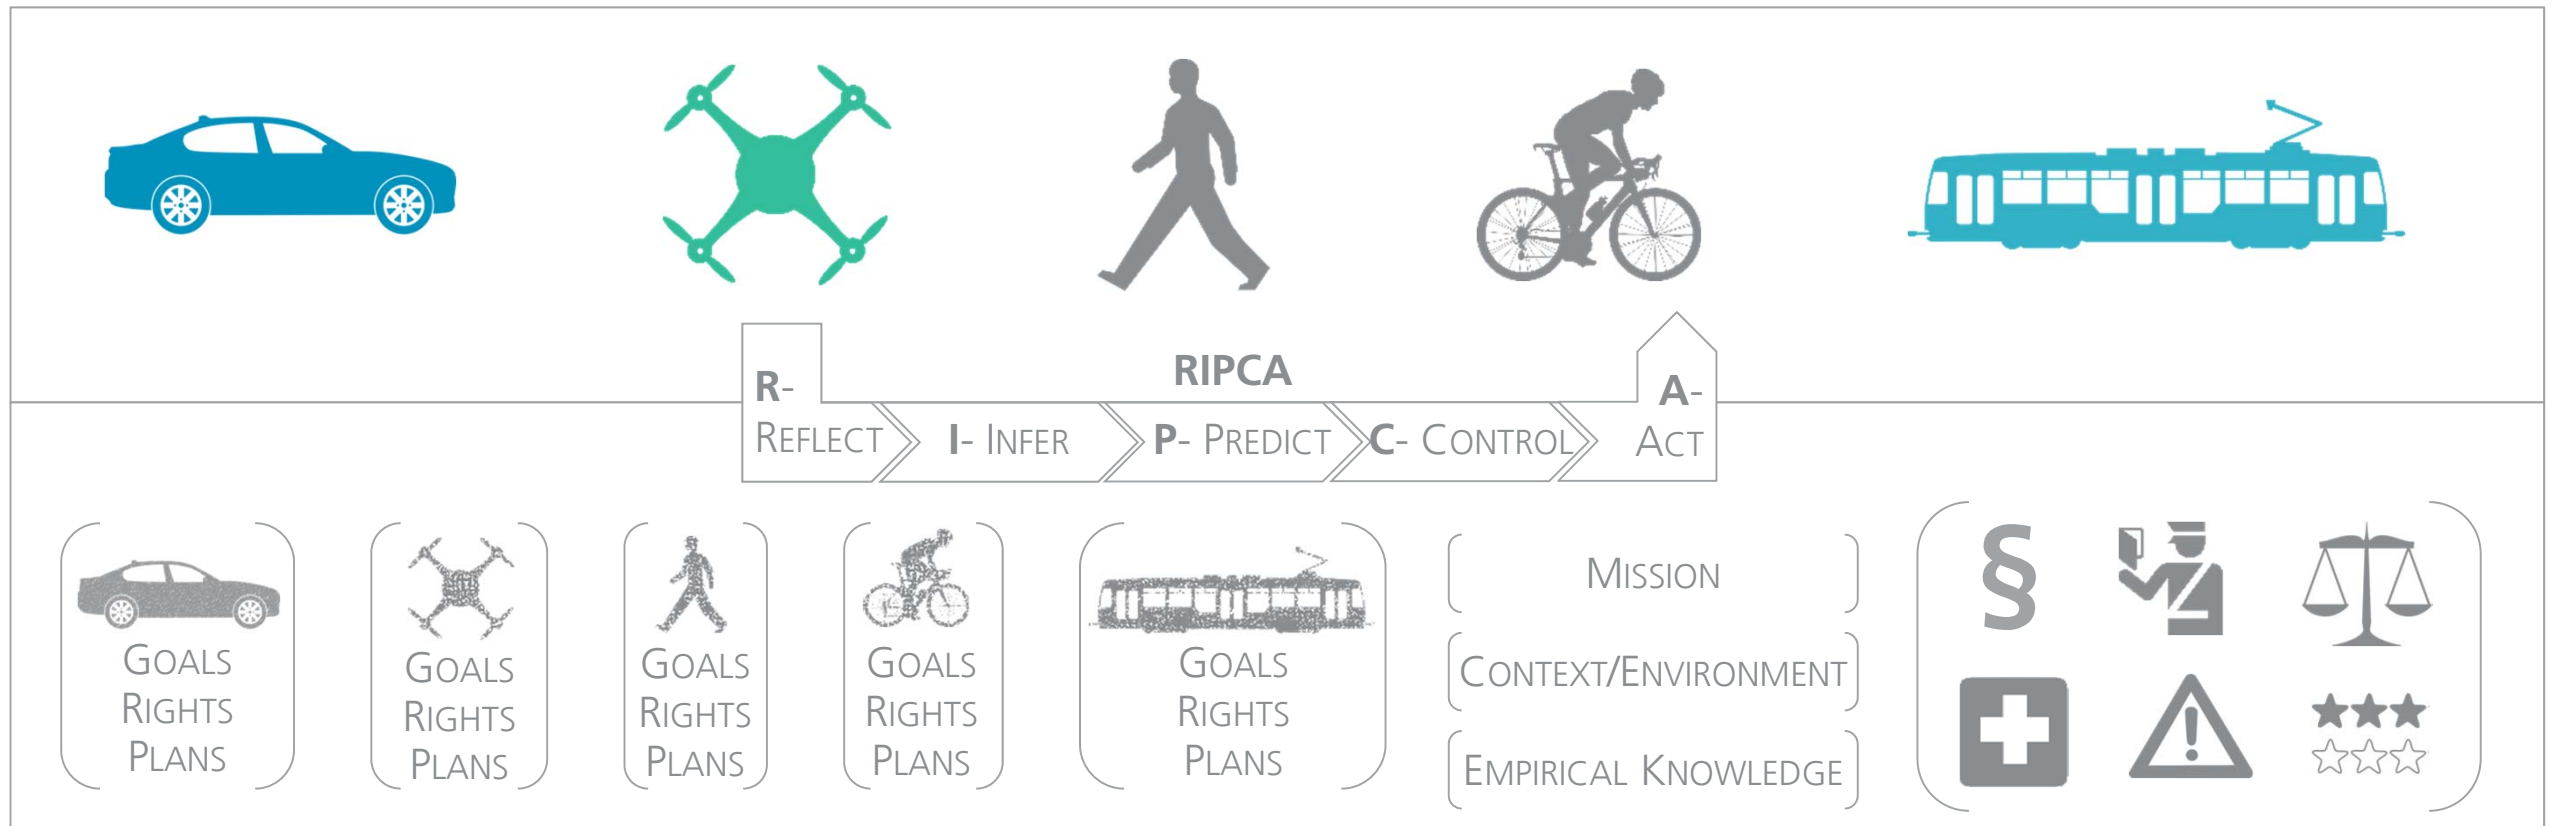 RIPCA
R-
REFLECT
I- INFER
P- PREDICT
C- CONTROL
A-
ACT
GOALS
RIGHTS
PLANS
GOALS
RIGHTS
PLANS
GOALS
RIGHTS
PLANS
GOALS
RIGHTS
PLANS
GOALS
RIGHTS
PLANS
MISSION
CONTEXT/ENVIRONMENT
EMPIRICAL KNOWLEDGE
§